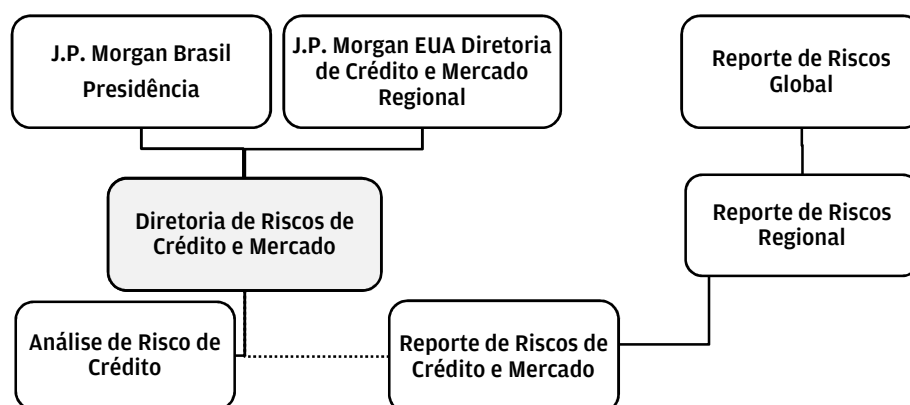 J.P. Morgan Brasil
Presidência
J.P. Morgan EUA Diretoria
de Crédito e Mercado
Regional
Reporte de Riscos
Global
Diretoria de Riscos de
Crédito e Mercado
Reporte de Riscos
Regional
Análise de Risco de
Crédito
Reporte de Riscos de
Crédito e Mercado